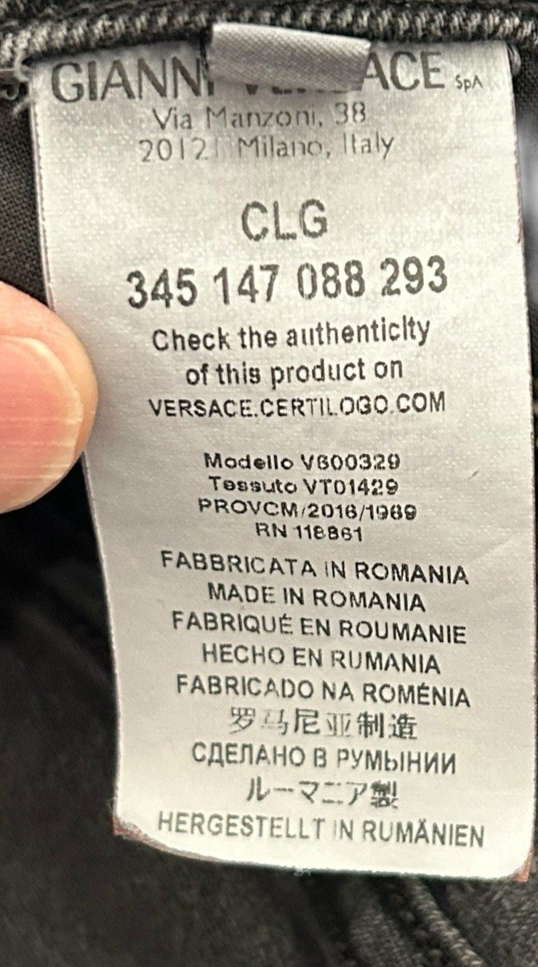 GIANNI VERSACE SpA
Via Manzoni, 38
20121 Milano, Italy
CLG
345 147 088 293
Check the authenticity
of this product on
VERSACE.CERTILOGO.COM
Modello V600329
Tessuto VT01429
PROVCM/2016/1969
RN 118861
FABBRICATA IN ROMANIA
MADE IN ROMANIA
FABRIQUÉ EN ROUMANIE
HECHO EN RUMANIA
FABRICADO NA ROMÉNIA
罗马尼亚制造
СДЕЛАНО В РУМЫНИИ
ルーマニア製
HERGESTELLT IN RUMÄNIEN